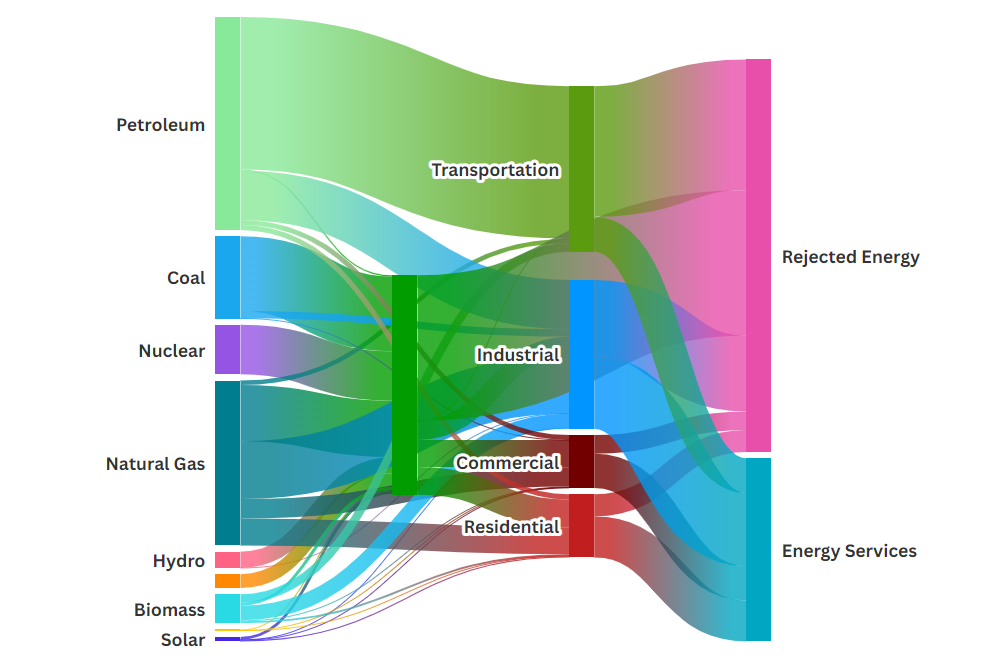 Petroleum
Transportation
Rejected Energy
Coal
Nuclear
Industrial
Natural Gas
Commercial
Residential
Energy Services
Hydro
Biomass
Solar